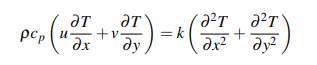 ρc_p (u ∂T/∂x + v ∂T/∂y) = k (∂²T/∂x² + ∂²T/∂y²)